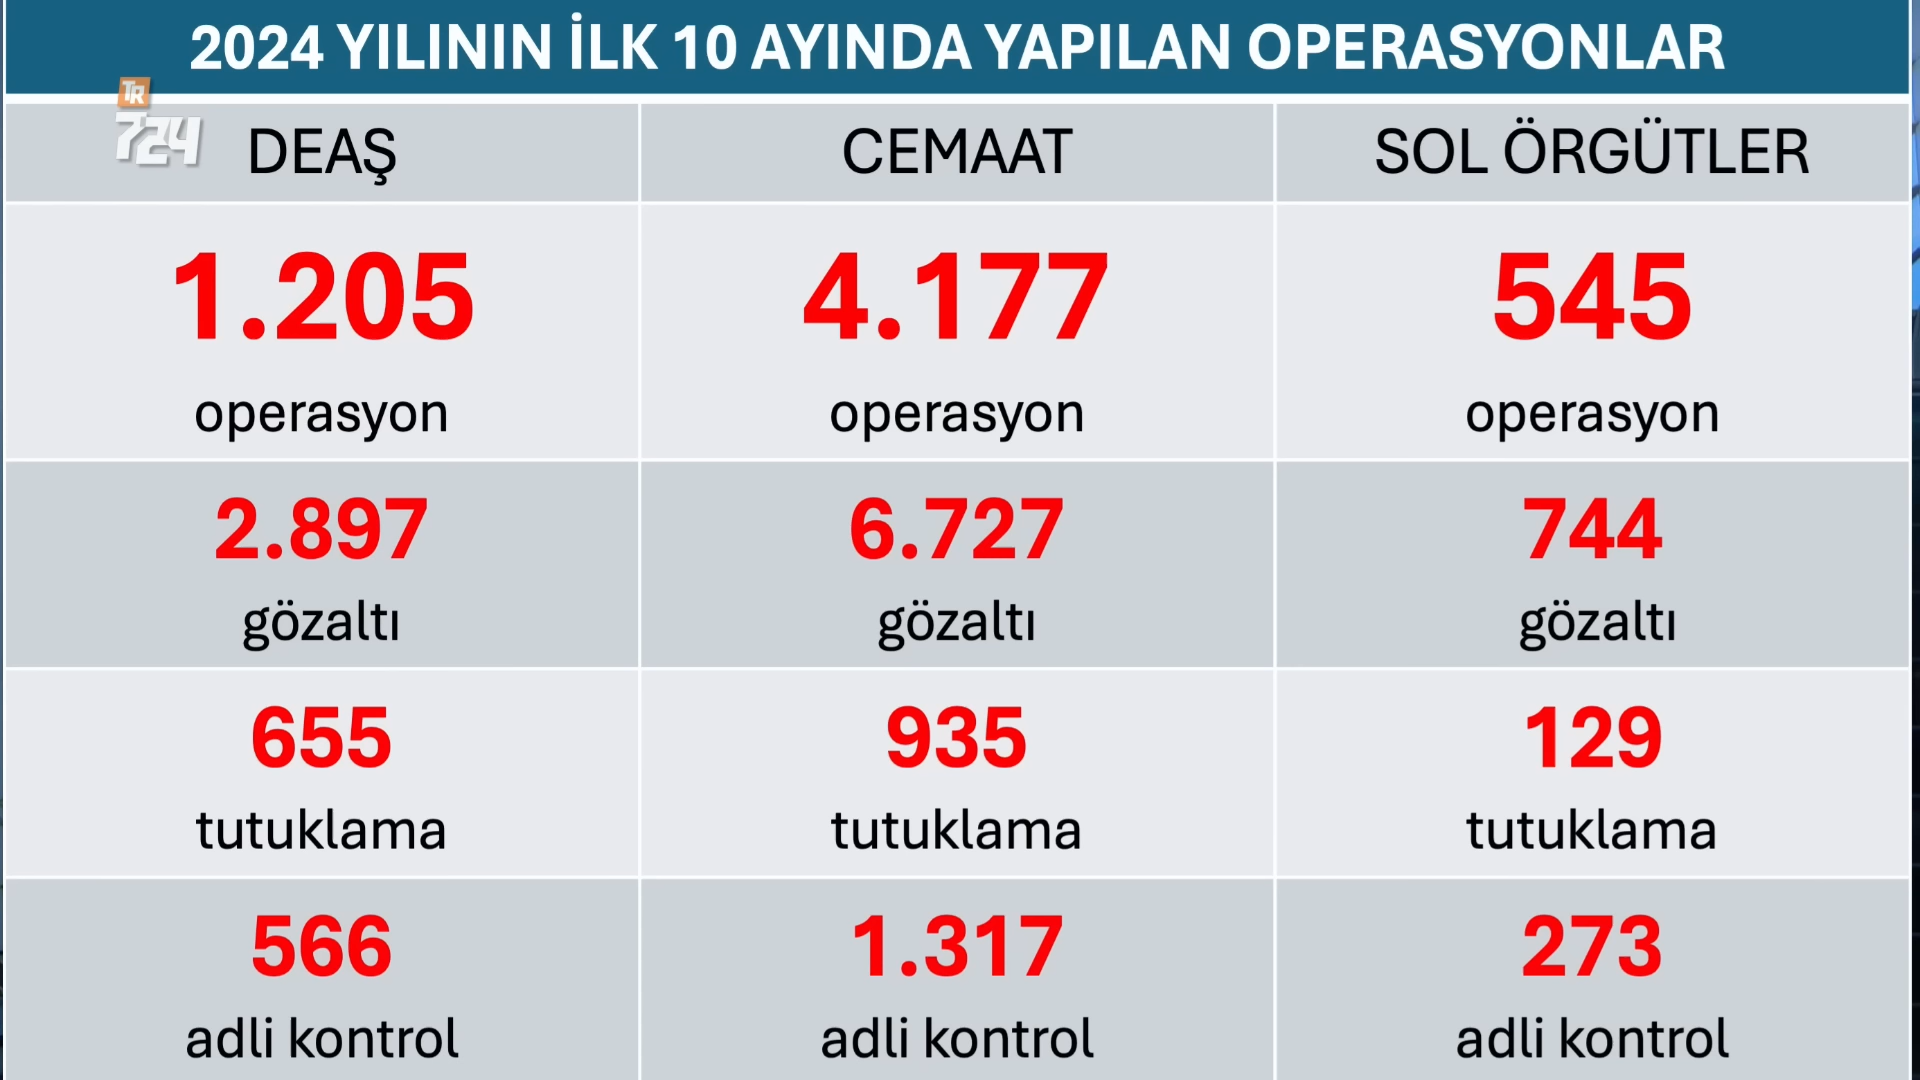 2024 YILININ İLK 10 AYINDA YAPILAN OPERASYONLAR
TR
724
DEAŞ CEMAAT SOL ÖRGÜTLER
1.205 4.177 545
operasyon operasyon operasyon
2.897 6.727 744
gözaltı gözaltı gözaltı
655 935 129
tutuklama tutuklama tutuklama
566 1.317 273
adli kontrol adli kontrol adli kontrol